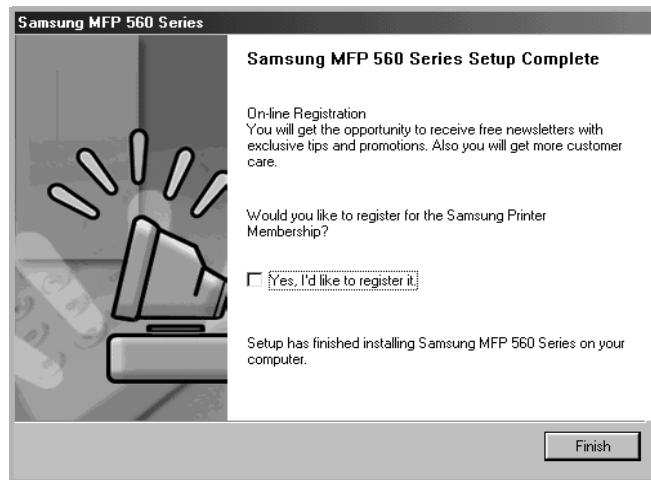 Samsung MFP 560 Series
Samsung MFP 560 Series Setup Complete
On-line Registration
You will get the opportunity to receive free newsletters with
exclusive tips and promotions. Also you will get more customer
care.
Would you like to register for the Samsung Printer
Membership?
Yes, I'd like to register it.
Setup has finished installing Samsung MFP 560 Series on your
computer.
Finish